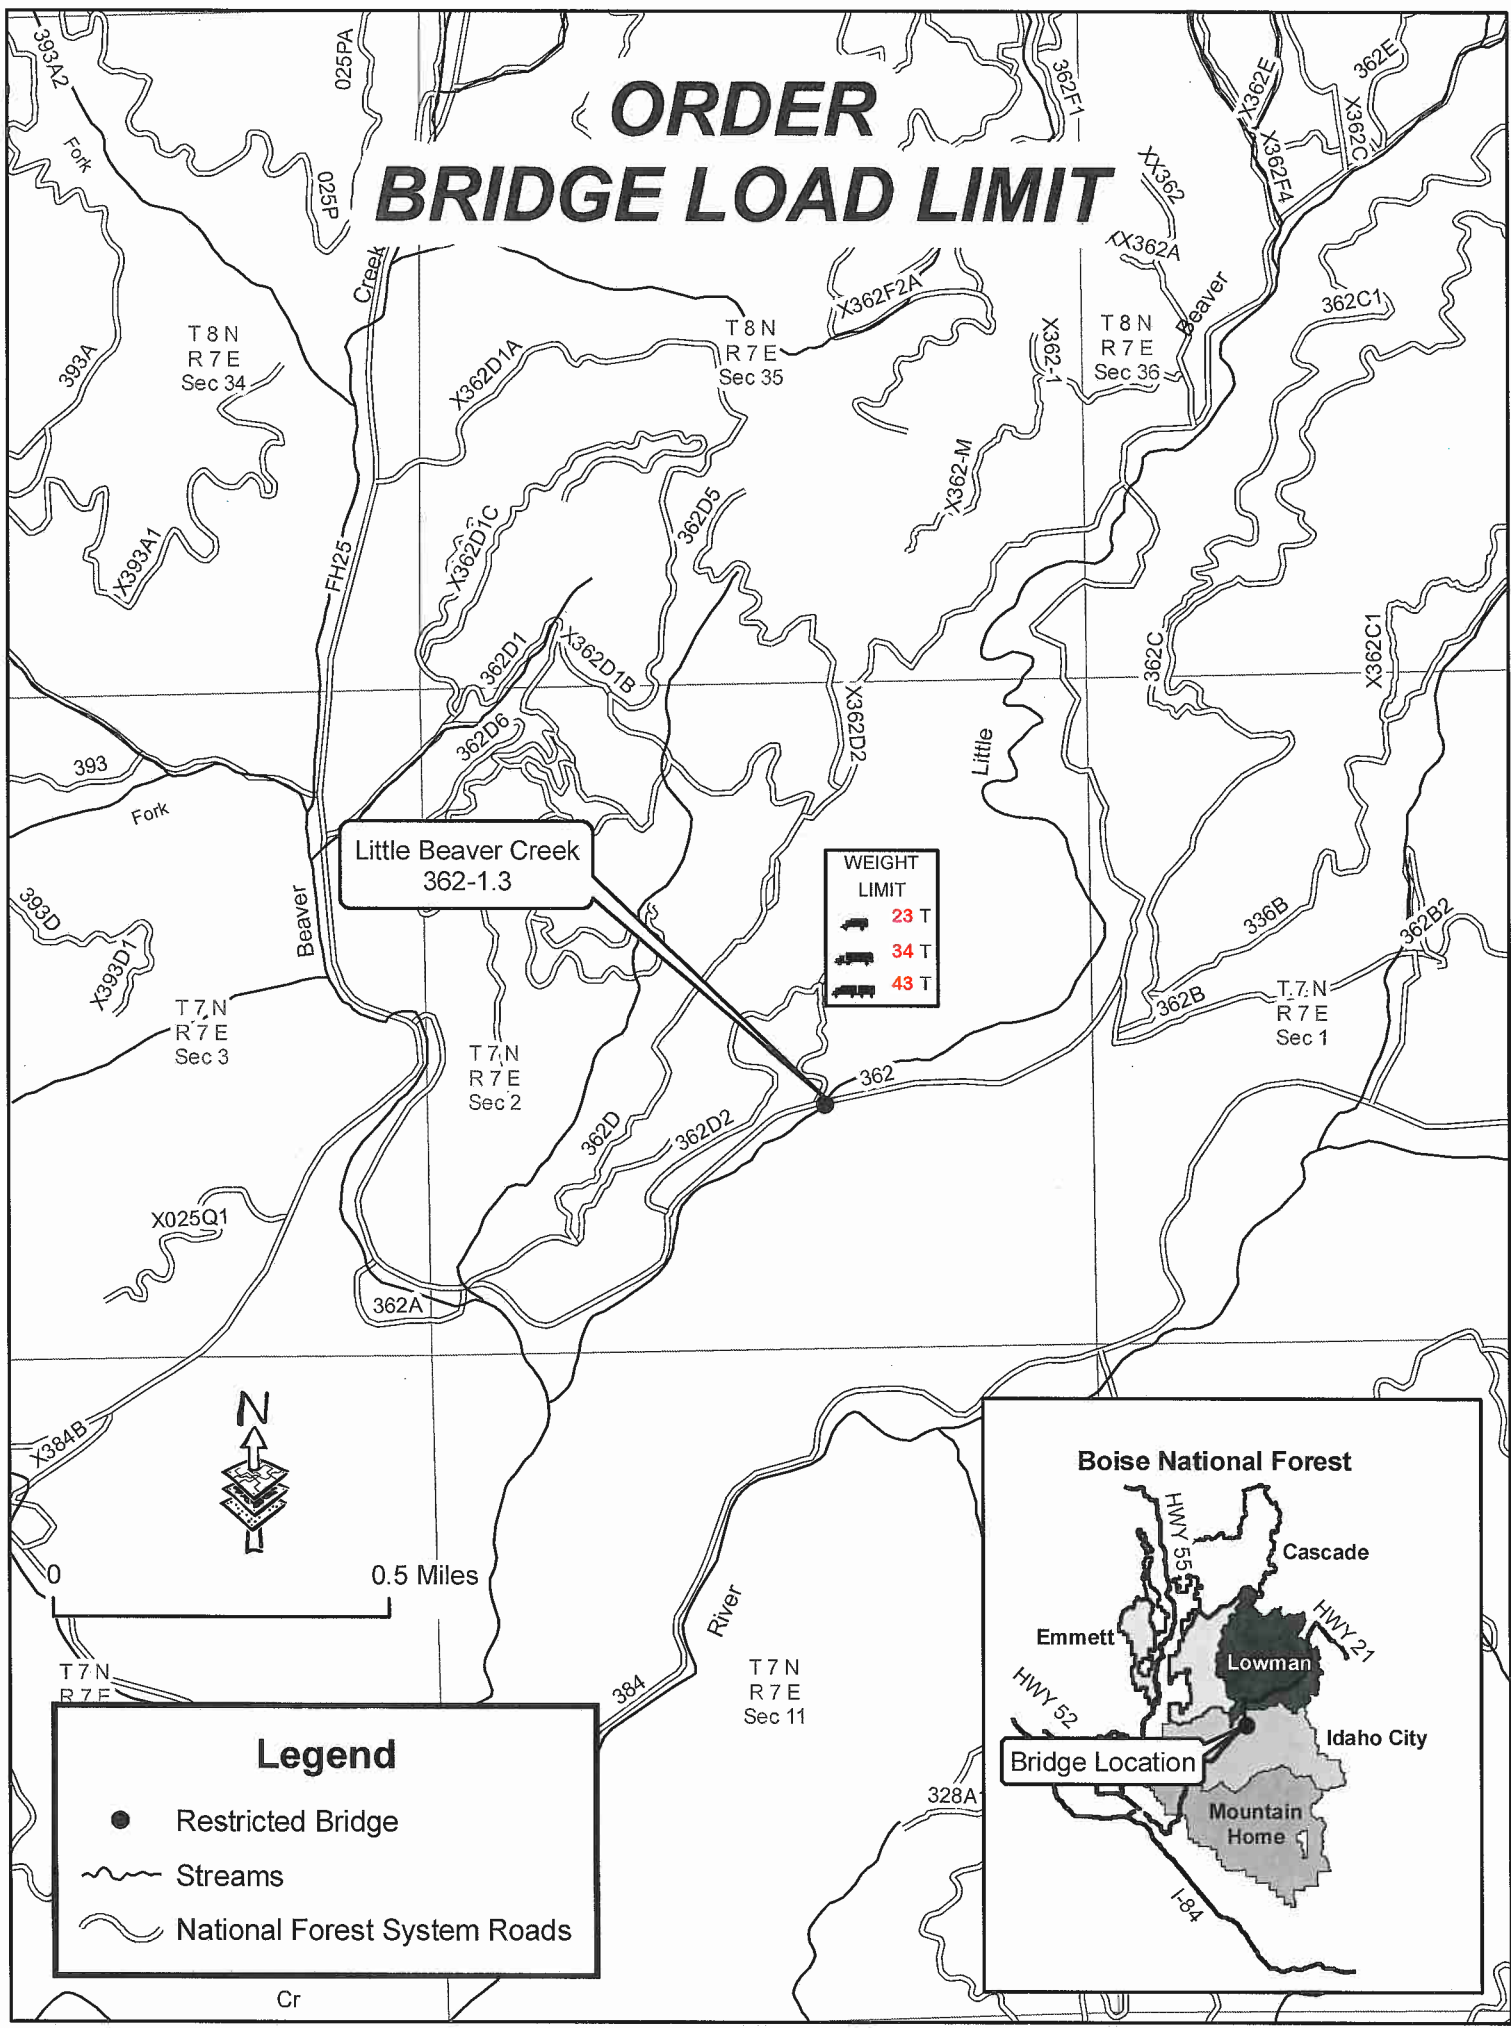 ORDER
BRIDGE LOAD LIMIT
393A2
Fork
025PA
025P
Creek
362F1
X362E
362E
X362C
X362F4
XX362
XX362A
Beaver
X362F2A
362C1
T 8 N
R 7 E
Sec 34
T 8 N
R 7 E
Sec 35
T 8 N
R 7 E
Sec 36
393A
X362D1A
X362-1
X362-M
X393A1
FH25
X362D1C
362D5
362D1
X362D1B
362D6
X362D2
Little
362C
X362C1
393
Fork
Little Beaver Creek
362-1.3
WEIGHT
LIMIT
23 T
34 T
43 T
393D
X393D1
Beaver
336B
362B2
362B
T 7 N
R 7 E
Sec 3
T 7 N
R 7 E
Sec 2
T 7 N
R 7 E
Sec 1
362
362D
362D2
X025Q1
362A
X384B
N
0
0.5 Miles
T 7 N
R 7 E
River
384
T 7 N
R 7 E
Sec 11
328A
Boise National Forest
HWY 55
Cascade
Emmett
HWY 21
Lowman
HWY 52
Idaho City
Bridge Location
Mountain
Home
I-84
Legend
Restricted Bridge
Streams
National Forest System Roads
Cr